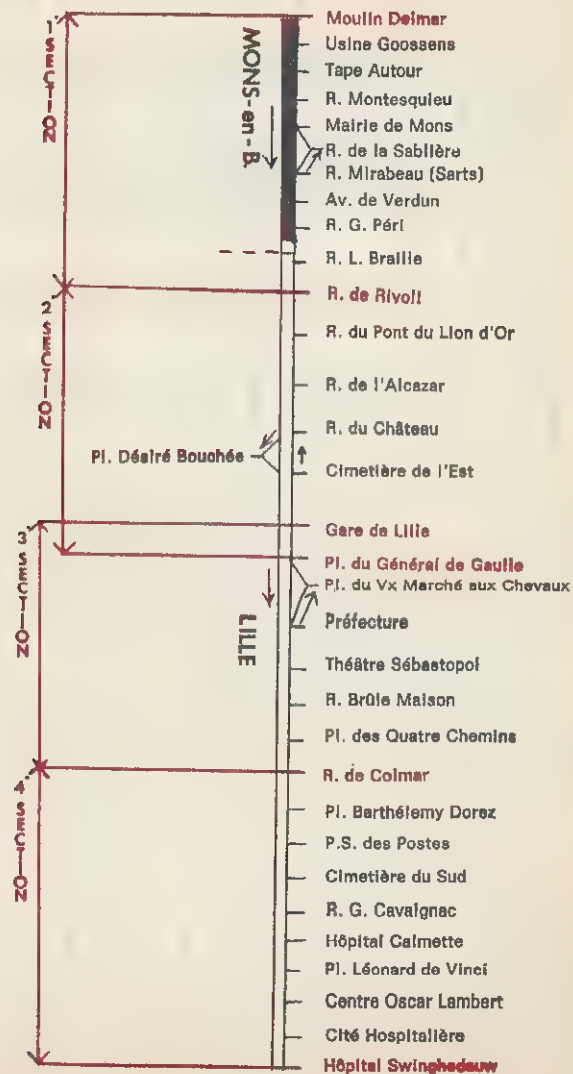 Moulin Delmar
Usine Goossens
Tape Autour
R. Montesquieu
Mairie de Mons
R. de la Sablière
R. Mirabeau (Sarts)
Av. de Verdun
R. G. Péri
R. L. Braille
R. de Rivoli
R. du Pont du Lion d'Or
R. de l'Alcazar
R. du Château
Pl. Désiré Bouchée
Cimetière de l'Est
Gare de Lille
Pl. du Général de Gaulle
Pl. du Vx Marché aux Chevaux
Préfecture
Théâtre Sébastopol
R. Brûle Maison
Pl. des Quatre Chemins
R. de Colmar
Pl. Barthélemy Dorez
P.S. des Postes
Cimetière du Sud
R. G. Cavaignac
Hôpital Calmette
Pl. Léonard de Vinci
Centre Oscar Lambert
Cité Hospitalière
Hôpital Swinghedauw
MONS-en-B.
LILLE
1 SECTION
2 SECTION
3 SECTION
4 SECTION